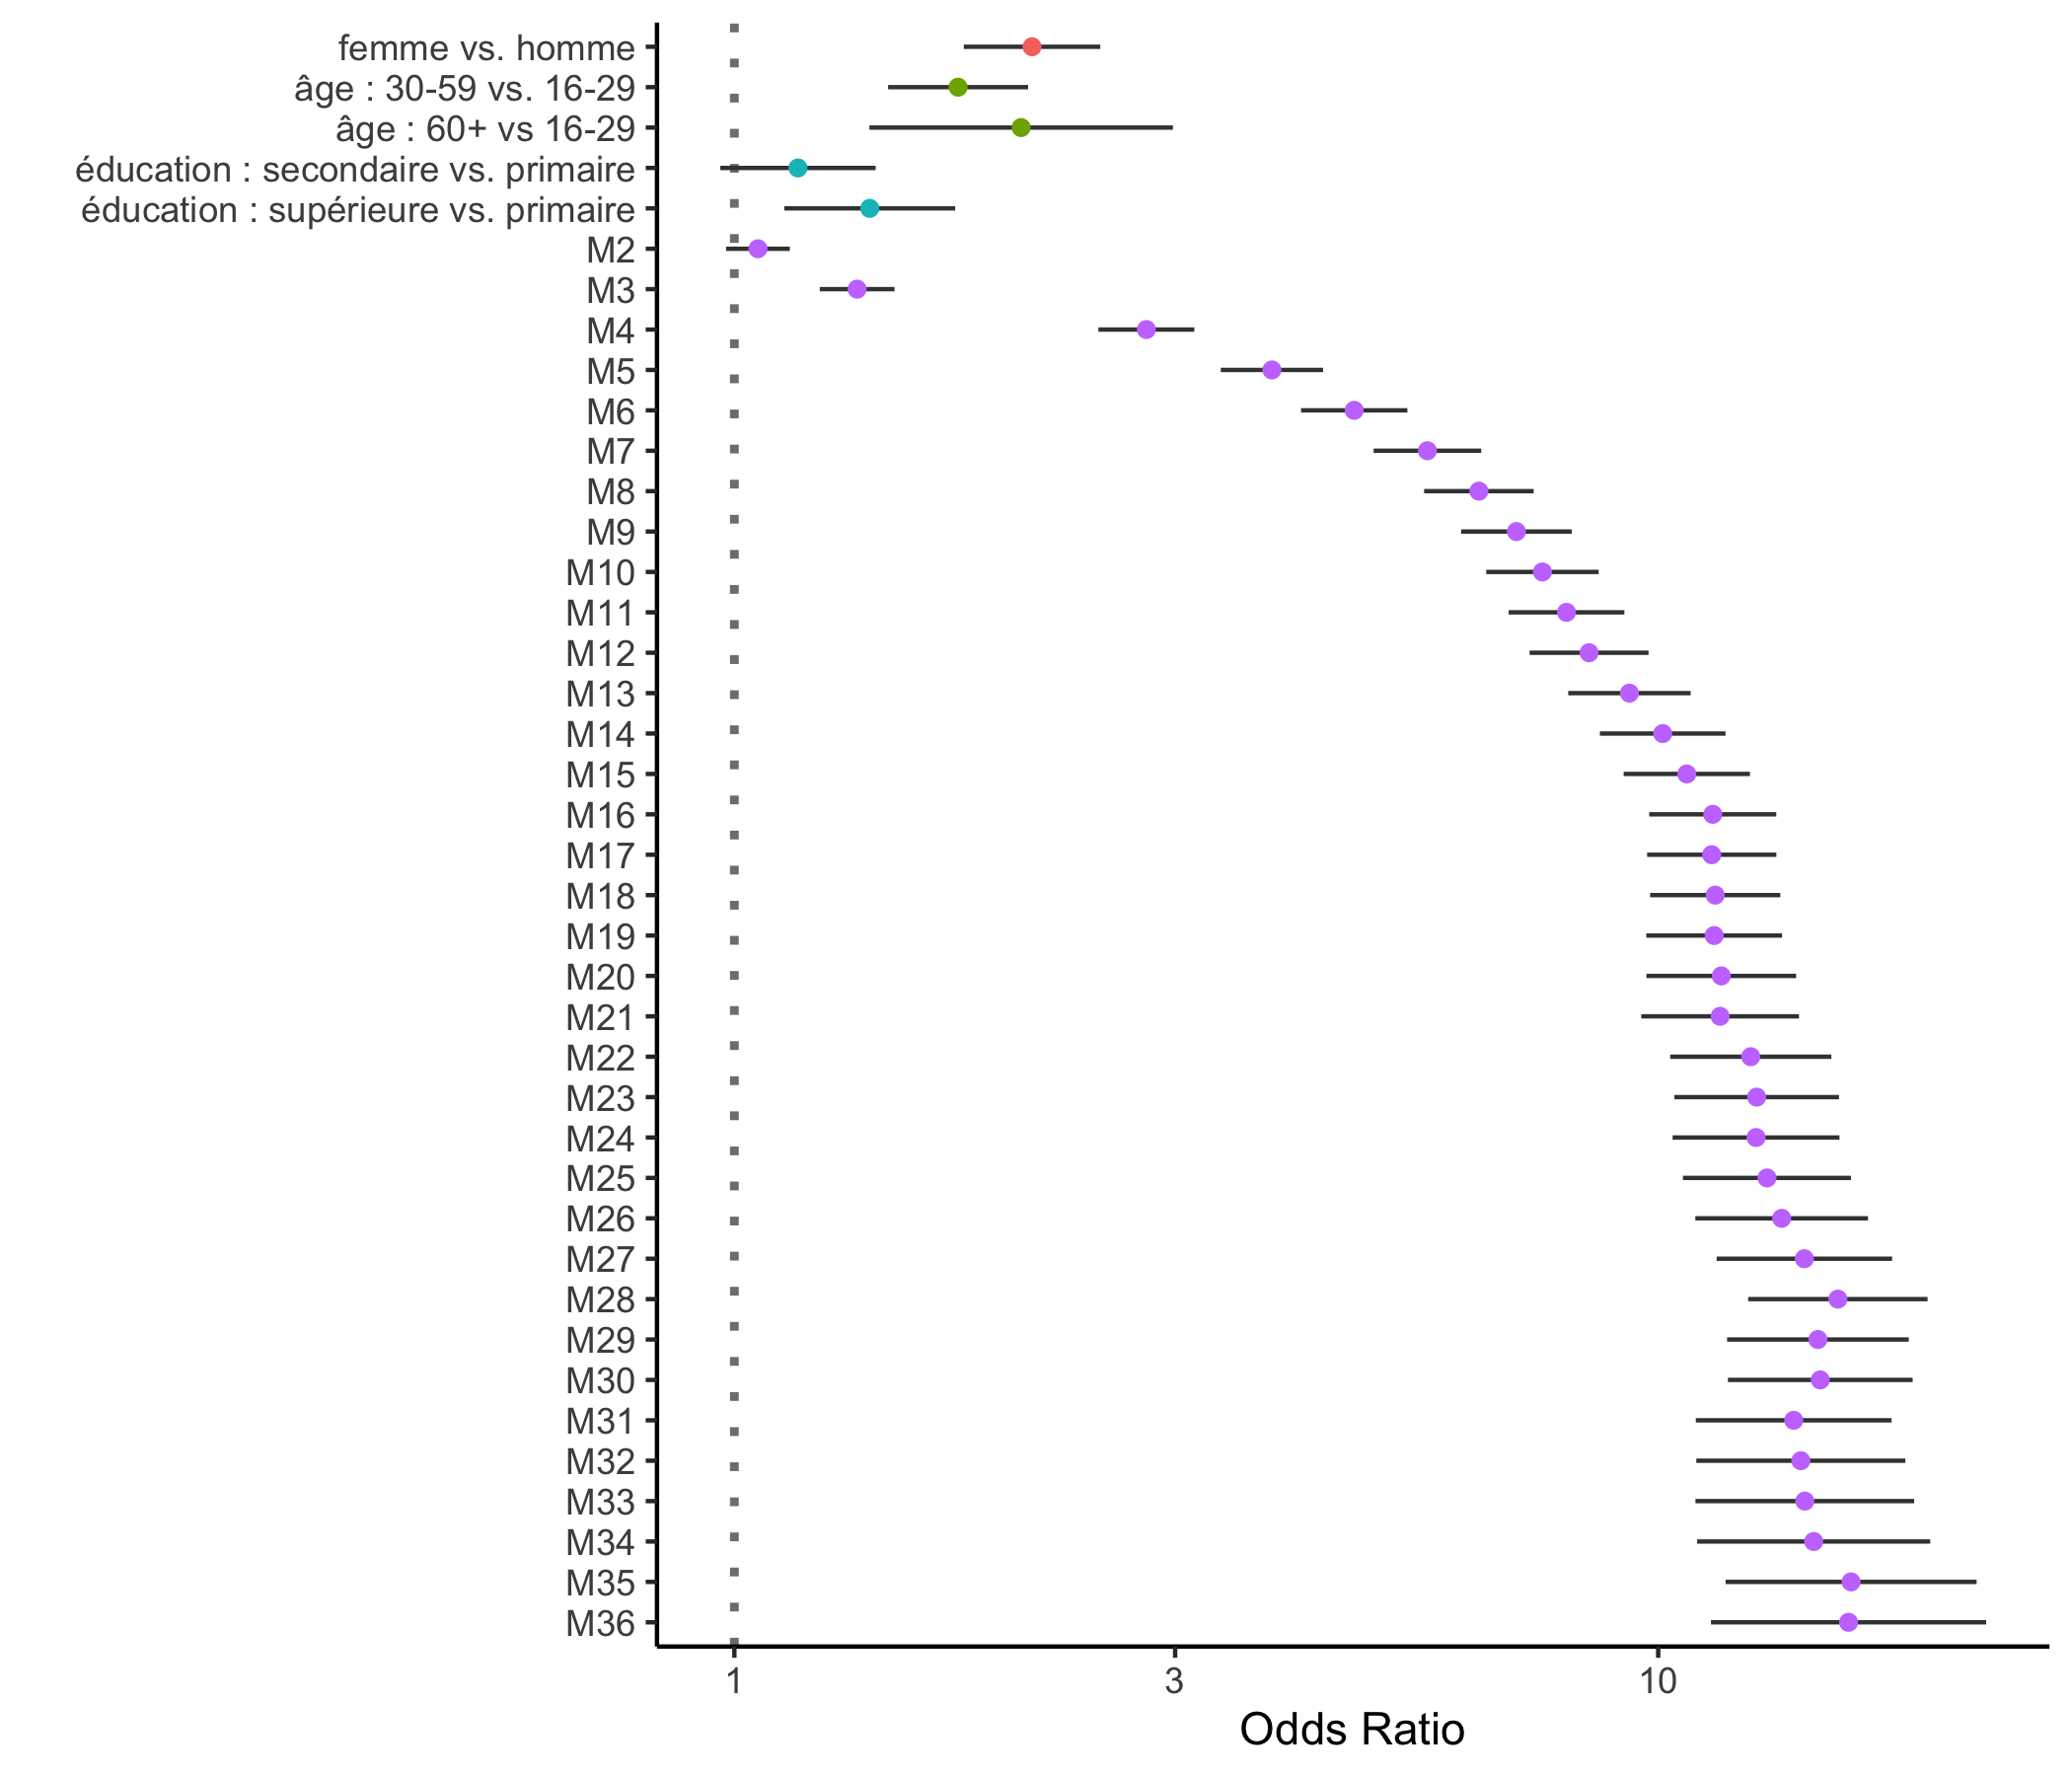 femme vs. homme
âge : 30-59 vs. 16-29
âge : 60+ vs 16-29
éducation : secondaire vs. primaire
éducation : supérieure vs. primaire
M2
M3
M4
M5
M6
M7
M8
M9
M10
M11
M12
M13
M14
M15
M16
M17
M18
M19
M20
M21
M22
M23
M24
M25
M26
M27
M28
M29
M30
M31
M32
M33
M34
M35
M36
1 3 10
Odds Ratio